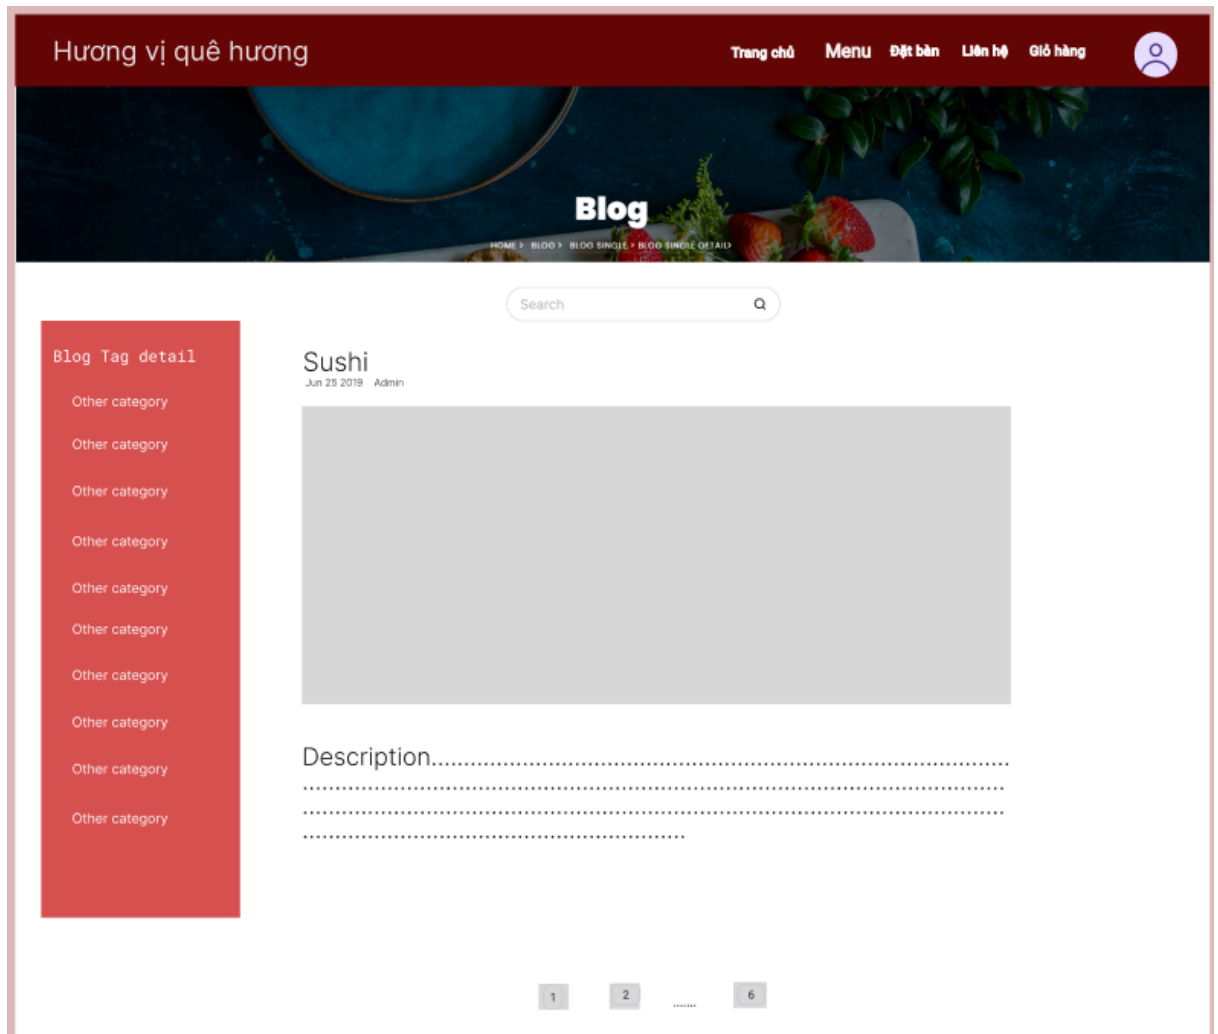 Hương vị quê hương
Trang chủ Menu Đặt bàn Liên hệ Giỏ hàng
Blog
HOME > BLOG > BLOG SINGLE > BLOG SINGLE DETAIL>
Search
Blog Tag detail
Other category
Other category
Other category
Other category
Other category
Other category
Other category
Other category
Other category
Other category
Sushi
Jun 25 2019 Admin
Description.........................................................................................
............................................................................................................
............................................................................................................
...........................................................
1 2 ........ 6